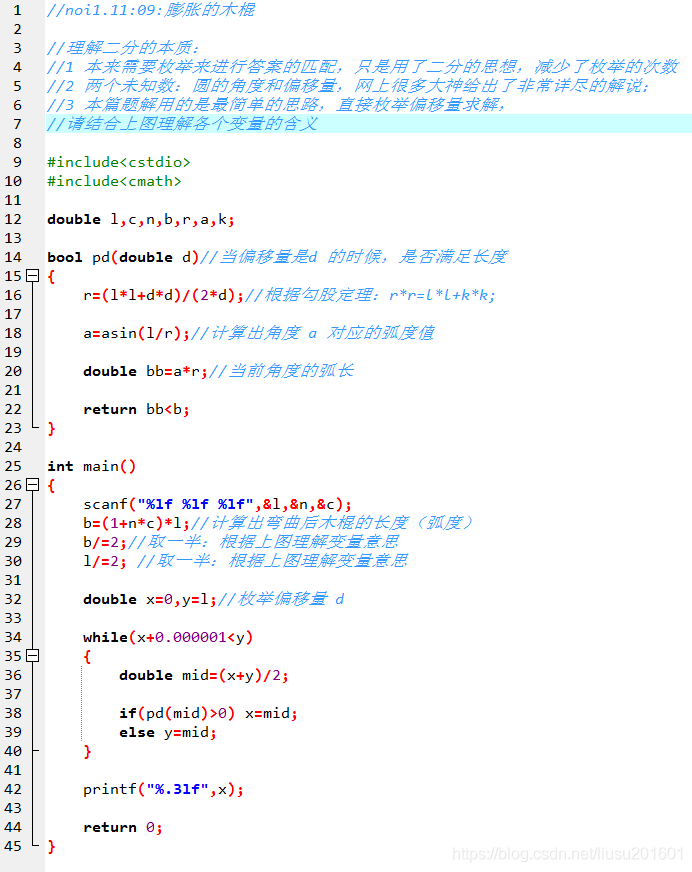 1 //noi1.11:09:膨胀的木棍
2
3 //理解二分的本质：
4 //1 本来需要枚举来进行答案的匹配，只是用了二分的思想，减少了枚举的次数
5 //2 两个未知数：圆的角度和偏移量，网上很多大神给出了非常详尽的解说；
6 //3 本篇题解用的是最简单的思路，直接枚举偏移量求解，
7 //请结合上图理解各个变量的含义
8
9 #include<cstdio>
10 #include<cmath>
11
12 double l,c,n,b,r,a,k;
13
14 bool pd(double d)//当偏移量是d 的时候，是否满足长度
15 {
16 r=(l*l+d*d)/(2*d);//根据勾股定理：r*r=l*l+k*k;
17
18 a=asin(l/r);//计算出角度 a 对应的弧度值
19
20 double bb=a*r;//当前角度的弧长
21
22 return bb<b;
23 }
24
25 int main()
26 {
27 scanf("%lf %lf %lf",&l,&n,&c);
28 b=(1+n*c)*l;//计算出弯曲后木棍的长度（弧度）
29 b/=2;//取一半：根据上图理解变量意思
30 l/=2; //取一半：根据上图理解变量意思
31
32 double x=0,y=l;//枚举偏移量 d
33
34 while(x+0.000001<y)
35 {
36 double mid=(x+y)/2;
37
38 if(pd(mid)>0) x=mid;
39 else y=mid;
40 }
41
42 printf("%.3lf",x);
43
44 return 0;
45 }
https://blog.csdn.net/liusu201601